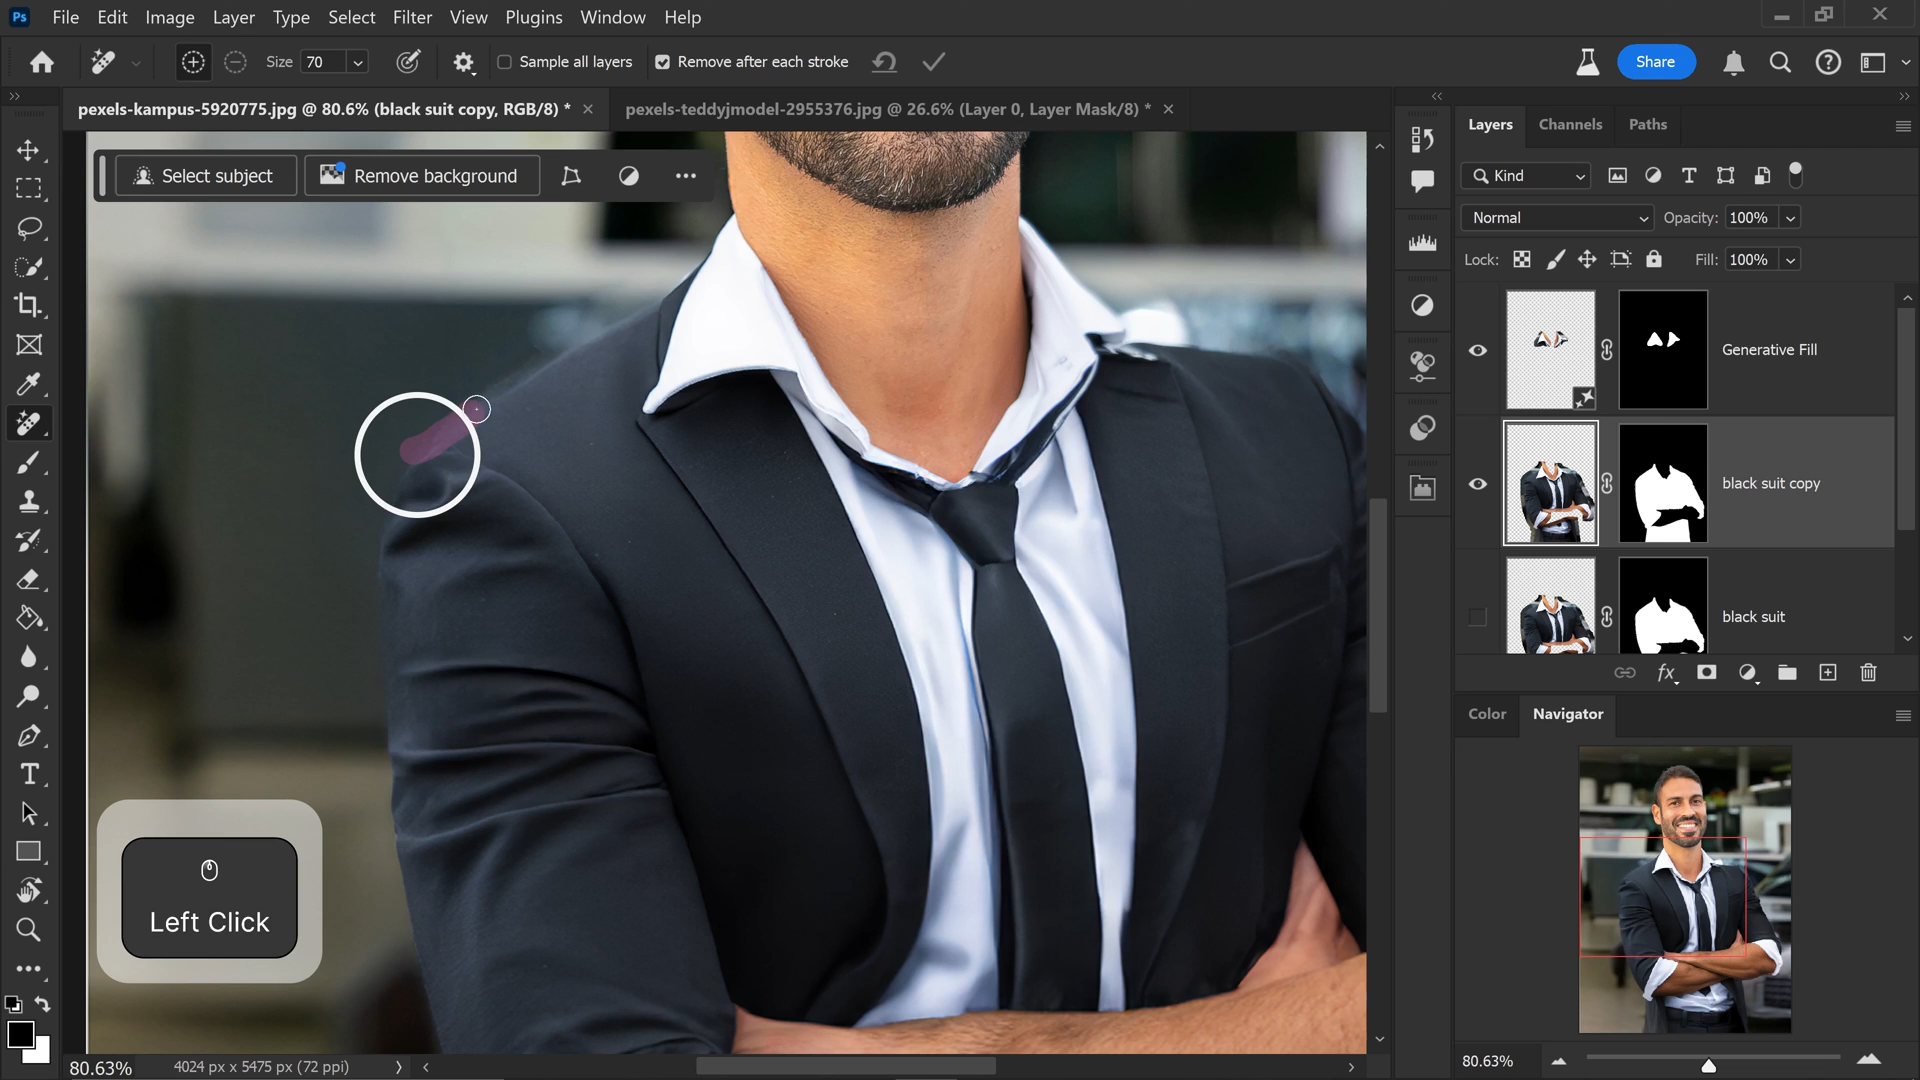 Ps File Edit Image Layer Type Select Filter View Plugins Window Help
Size 70 Sample all layers Remove after each stroke Share
pexels-kampus-5920775.jpg @ 80.6% (black suit copy, RGB/8) * pexels-teddyjmodel-2955376.jpg @ 26.6% (Layer 0, Layer Mask/8) *
Select subject Remove background
Layers Channels Paths
Kind
Normal Opacity: 100%
Lock: Fill: 100%
Generative Fill
black suit copy
black suit
fx
Color Navigator
Left Click
80.63% 4024 px x 5475 px (72 ppi)
80.63%